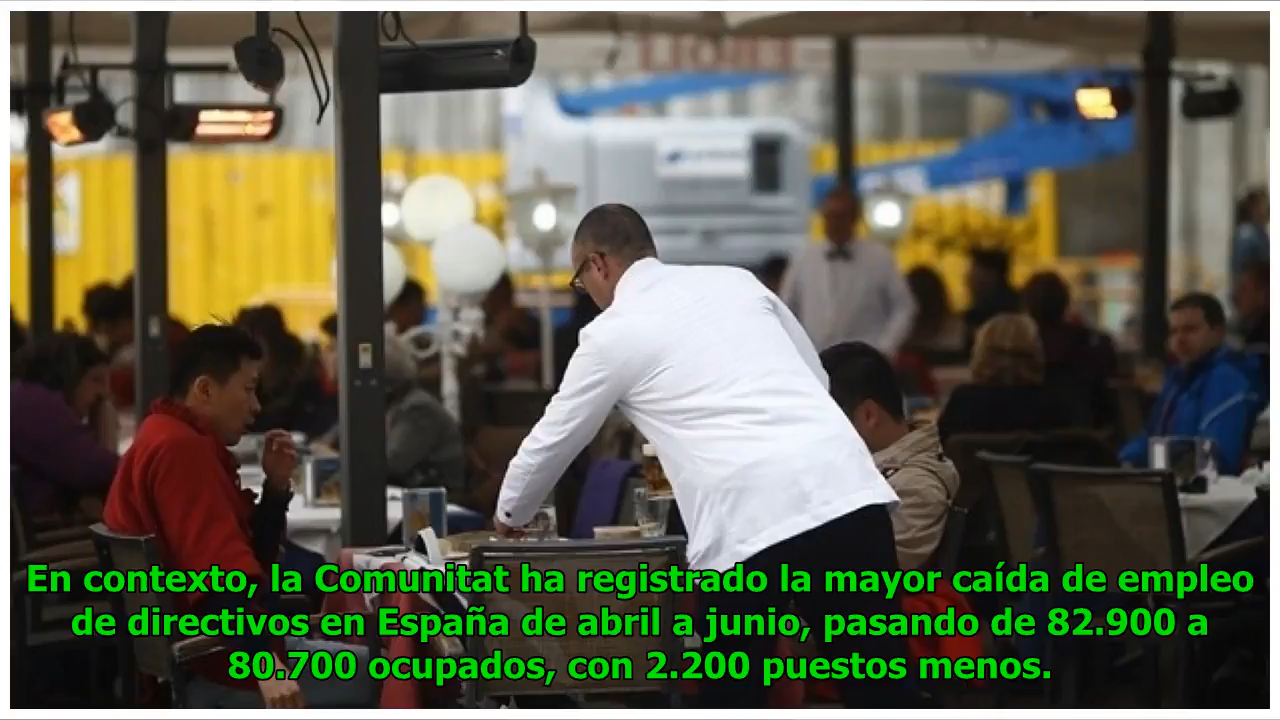 En contexto, la Comunitat ha registrado la mayor caída de empleo
de directivos en España de abril a junio, pasando de 82.900 a
80.700 ocupados, con 2.200 puestos menos.